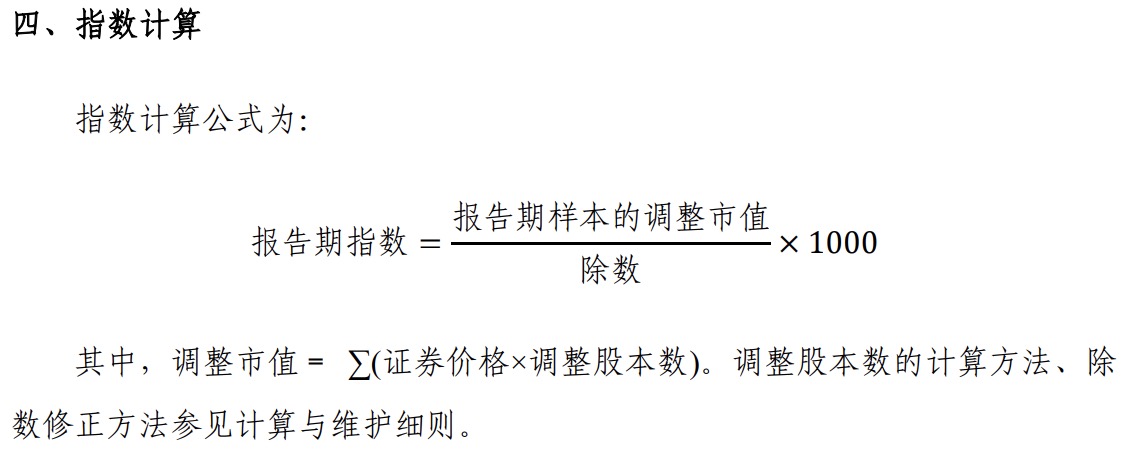 四、指数计算
指数计算公式为:
报告期指数 = 报告期样本的调整市值 / 除数 × 1000
其中，调整市值 = ∑(证券价格×调整股本数)。调整股本数的计算方法、除
数修正方法参见计算与维护细则。